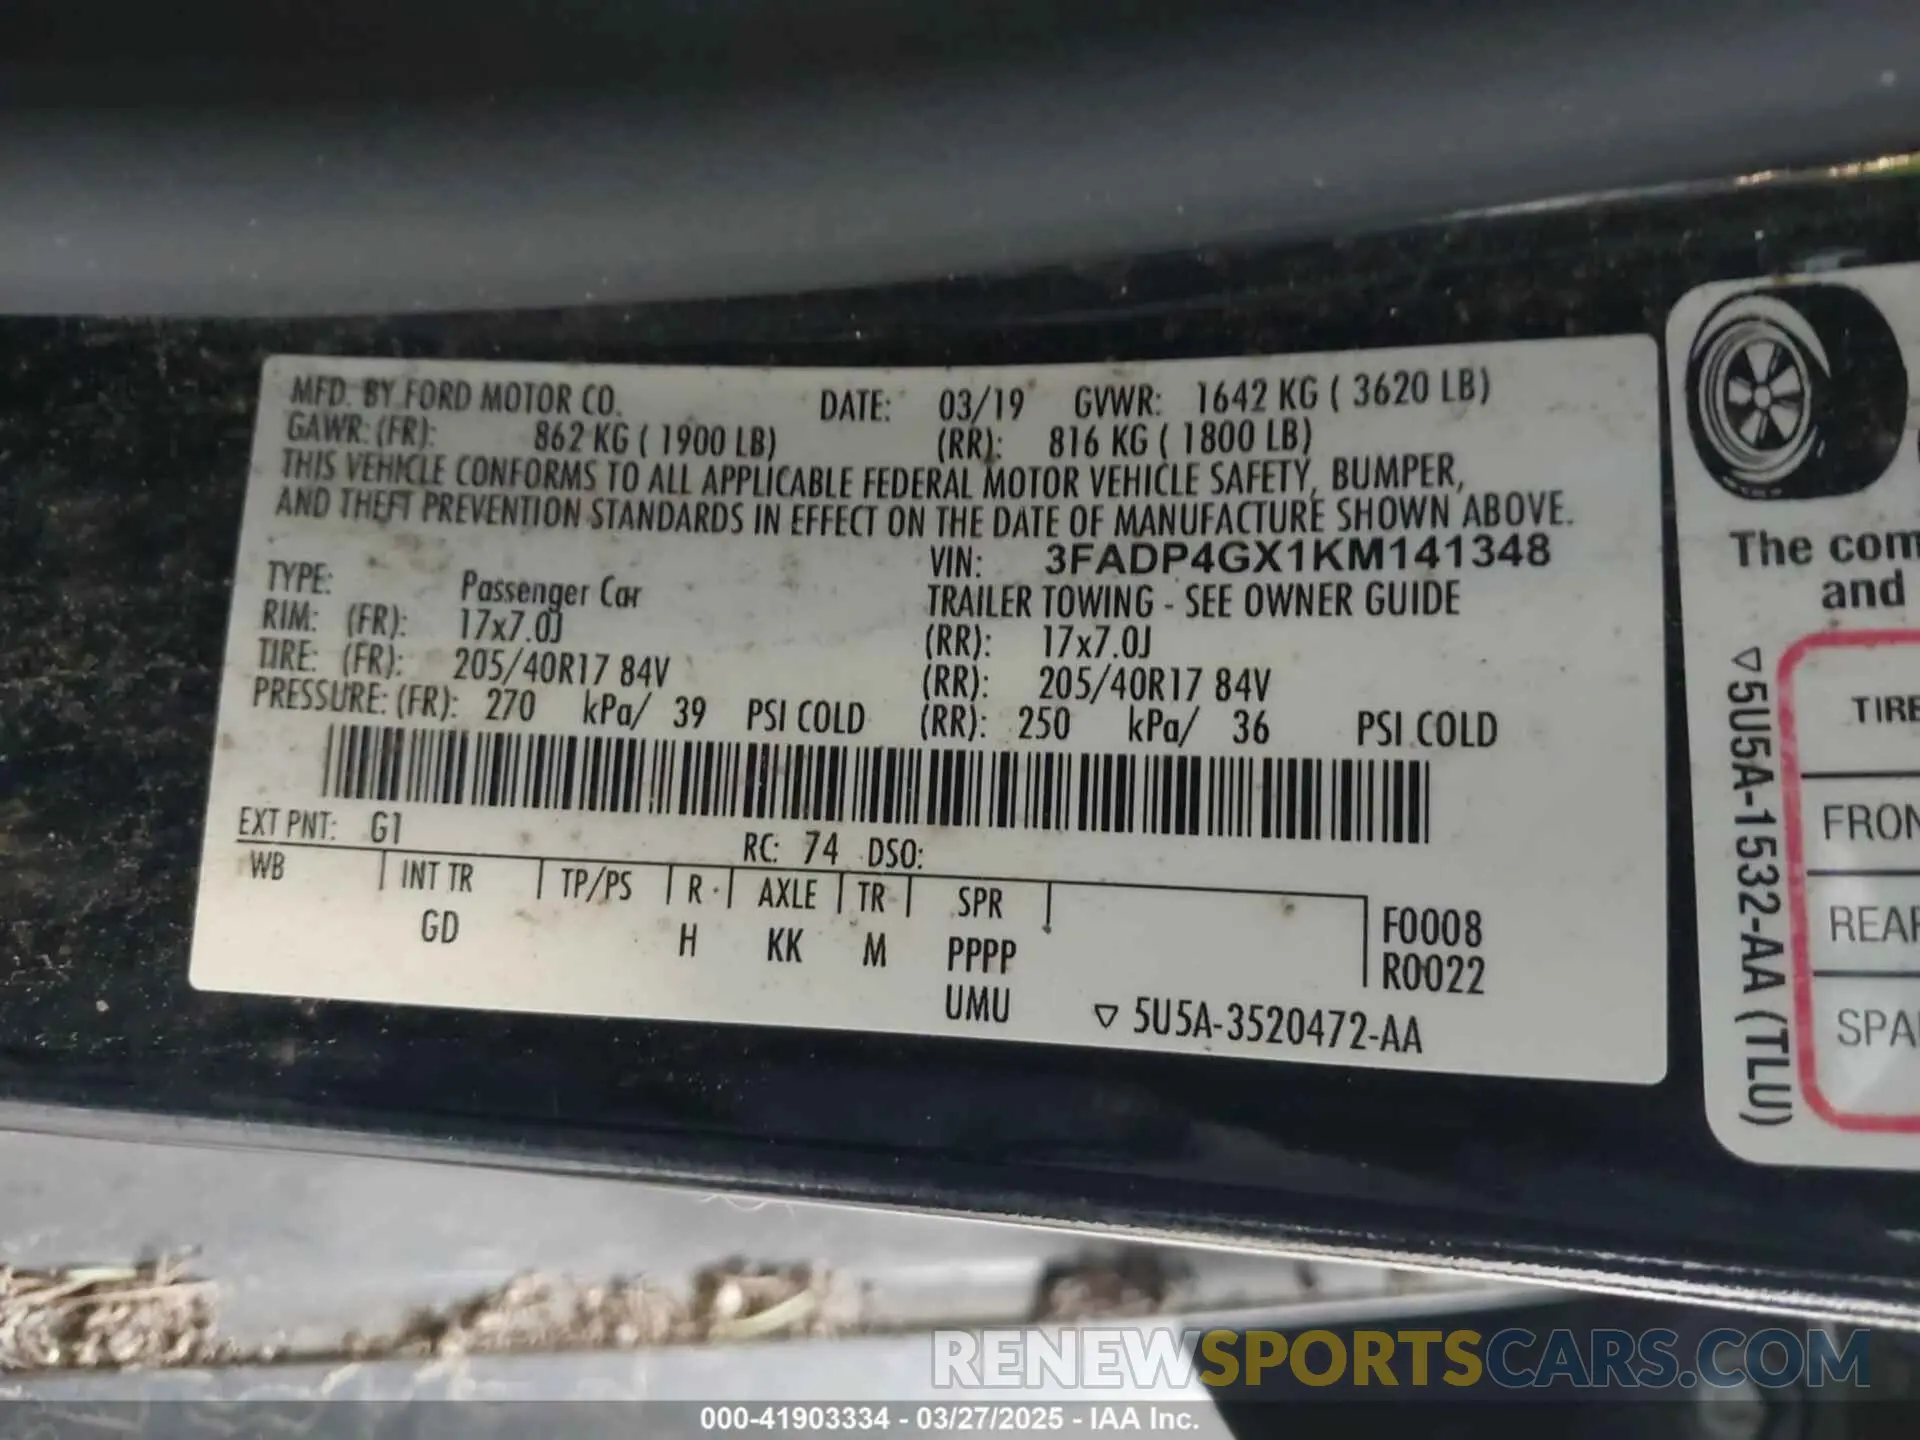 MFD. BY FORD MOTOR CO. DATE: 03/19 GVWR: 1642 KG ( 3620 LB)
GAWR: (FR): 862 KG ( 1900 LB) (RR): 816 KG ( 1800 LB)
THIS VEHICLE CONFORMS TO ALL APPLICABLE FEDERAL MOTOR VEHICLE SAFETY, BUMPER,
AND THEFT PREVENTION STANDARDS IN EFFECT ON THE DATE OF MANUFACTURE SHOWN ABOVE.
VIN: 3FADP4GX1KM141348
TYPE: Passenger Car TRAILER TOWING - SEE OWNER GUIDE
RIM: (FR): 17x7.0J (RR): 17x7.0J
TIRE: (FR): 205/40R17 84V (RR): 205/40R17 84V
PRESSURE: (FR): 270 kPa/ 39 PSI COLD (RR): 250 kPa/ 36 PSI COLD
EXT PNT: G1 RC: 74 DSO:
WB INT TR TP/PS R AXLE TR SPR
GD H KK M PPPP
UMU
F0008
R0022
▽ 5U5A-3520472-AA
The com
and
▽5U5A-1532-AA (TLU)
TIRE
FRON
REAR
SPA
RENEWSPORTSCARS.COM
000-41903334 - 03/27/2025 - IAA Inc.